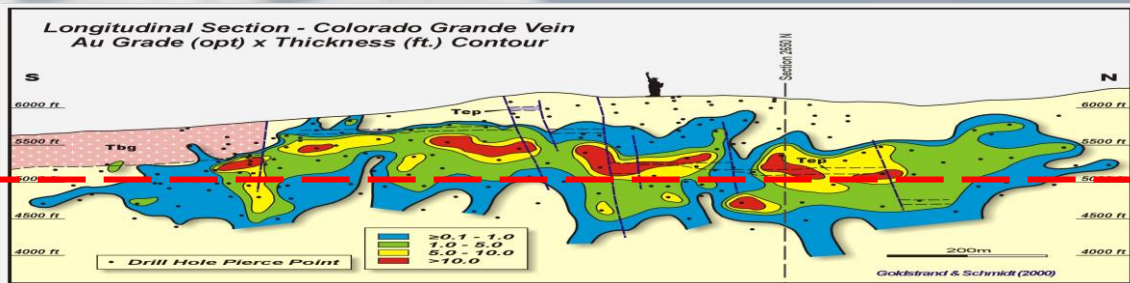 Longitudinal Section - Colorado Grande Vein
Au Grade (opt) x Thickness (ft.) Contour
S
N
Section 2650 N
6000 ft
6000 ft
Tep
Tbg
5500 ft
5500 ft
Tep
5000 ft
4500 ft
4500 ft
4000 ft
4000 ft
• Drill Hole Pierce Point
≥0.1 - 1.0
1.0 - 5.0
5.0 - 10.0
>10.0
200m
Goldstrand & Schmidt (2000)